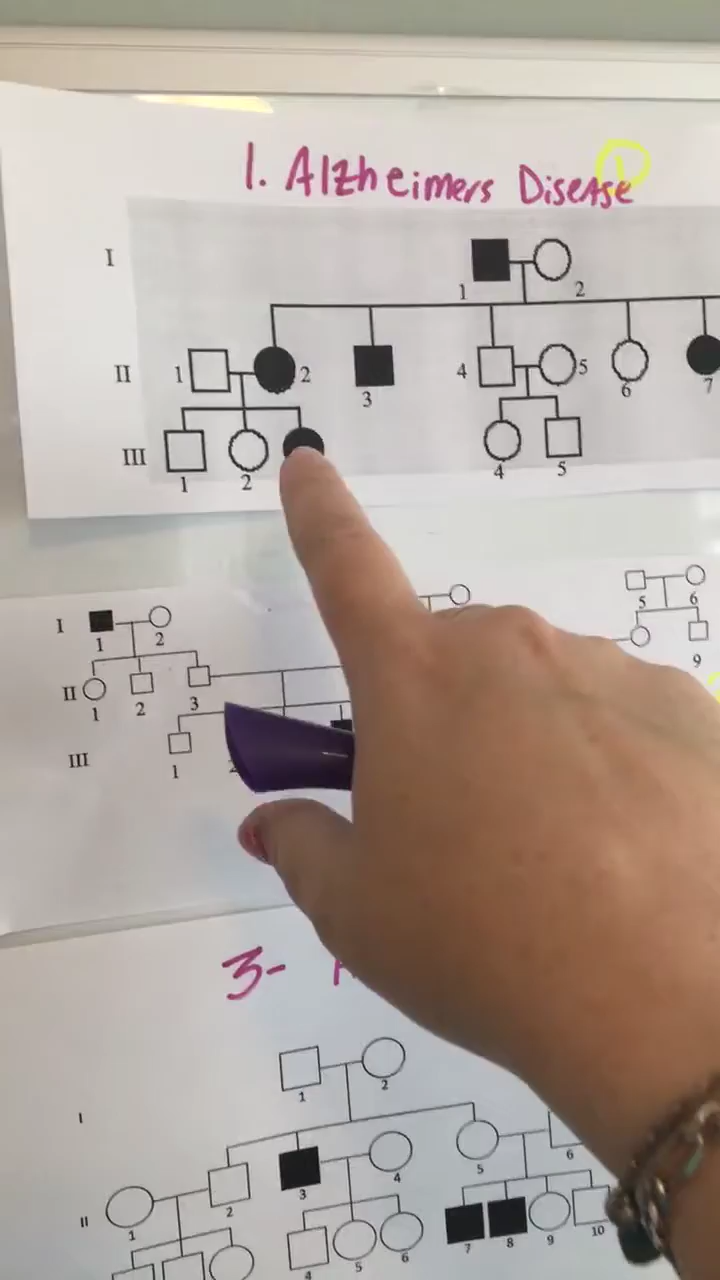 1. Alzheimers Disease 1
I
1 2
II 1 2 3 4 5 6 7
III 1 2 4 5
I 1 2 5 6
II 1 2 3 9
III 1
3-
I 1 2
II 1 2 3 4 5 6
4 5 6 7 8 9 10